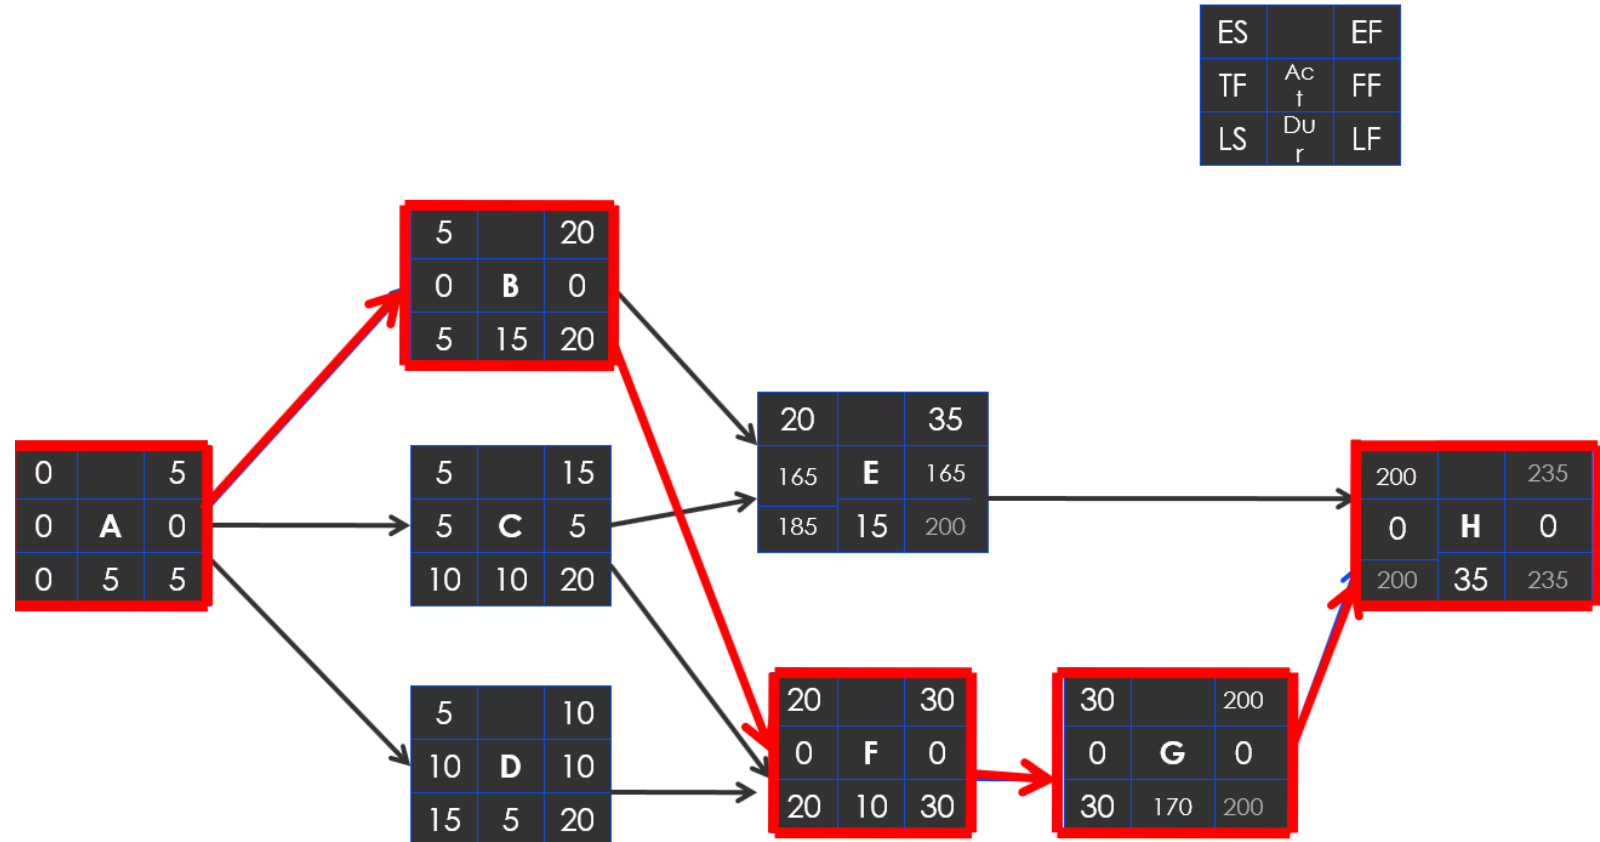 ES EF
TF Ac
t FF
LS Du
r LF
5 20
0 B 0
5 15 20
20 35
165 E 165
185 15 200
0 5
0 A 0
0 5 5
5 15
5 C 5
10 10 20
200 235
0 H 0
200 35 235
5 10
10 D 10
15 5 20
20 30
0 F 0
20 10 30
30 200
0 G 0
30 170 200